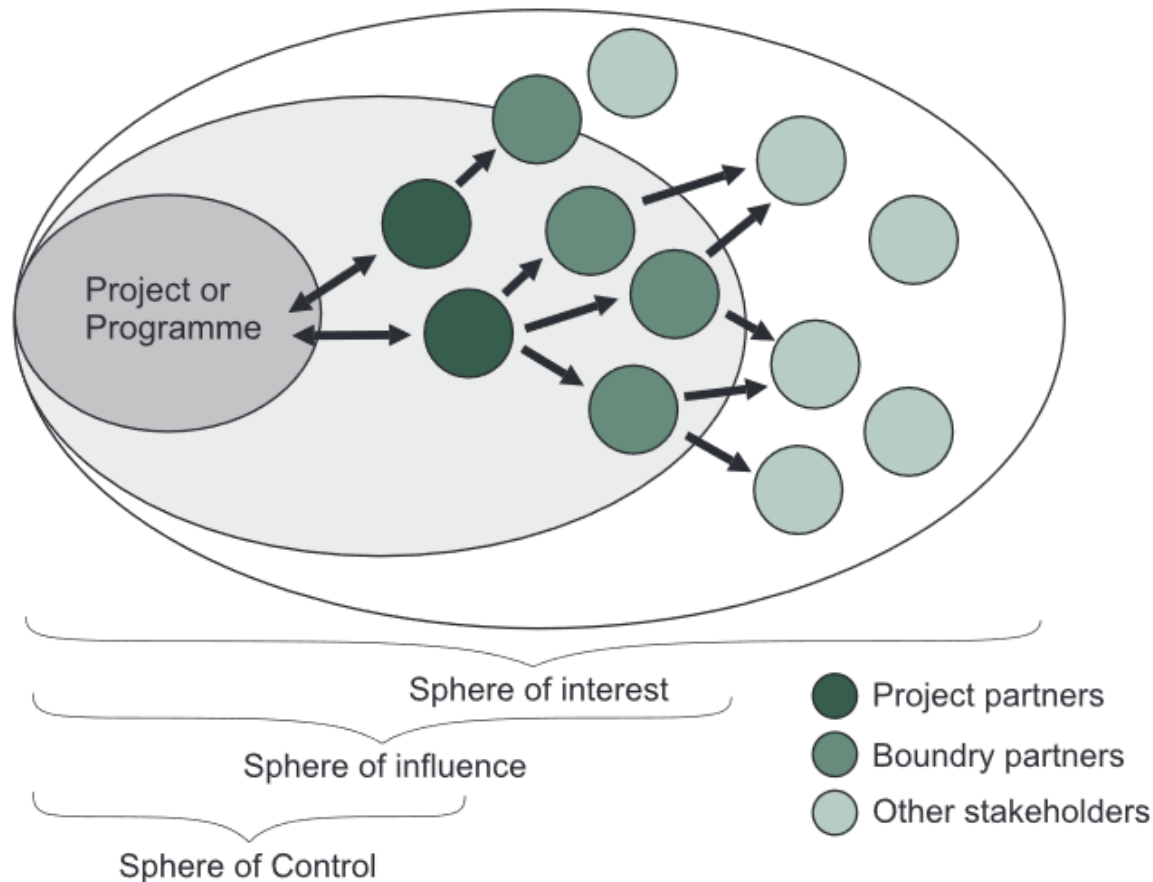 Project or
Programme
Sphere of interest
Sphere of influence
Sphere of Control
Project partners
Boundry partners
Other stakeholders